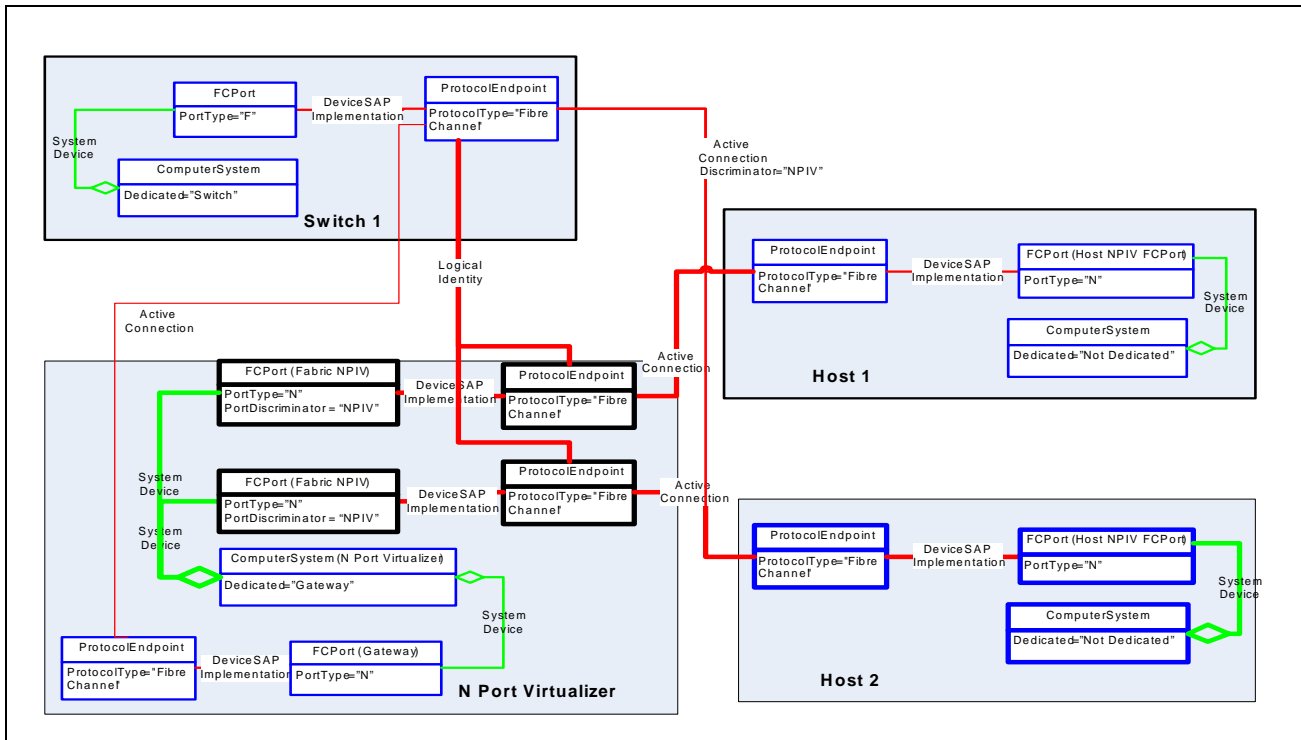 FCPort
PortType="F"
DeviceSAP
Implementation
ProtocolEndpoint
ProtocolType="Fibre
Channel"
System
Device
ComputerSystem
Dedicated="Switch"
Switch 1
Active
Connection
Discriminator="NPIV"
Logical
Identity
Active
Connection
ProtocolEndpoint
ProtocolType="Fibre
Channel"
DeviceSAP
Implementation
FCPort (Host NPIV FCPort)
PortType="N"
System
Device
ComputerSystem
Dedicated="Not Dedicated"
Host 1
FCPort (Fabric NPIV)
PortType="N"
PortDiscriminator = "NPIV"
DeviceSAP
Implementation
ProtocolEndpoint
ProtocolType="Fibre
Channel"
Active
Connection
System
Device
FCPort (Fabric NPIV)
PortType="N"
PortDiscriminator = "NPIV"
DeviceSAP
Implementation
ProtocolEndpoint
ProtocolType="Fibre
Channel"
Active
Connection
System
Device
ComputerSystem (N Port Virtualizer)
Dedicated="Gateway"
System
Device
ProtocolEndpoint
ProtocolType="Fibre
Channel"
DeviceSAP
Implementation
FCPort (Gateway)
PortType="N"
N Port Virtualizer
ProtocolEndpoint
ProtocolType="Fibre
Channel"
DeviceSAP
Implementation
FCPort (Host NPIV FCPort)
PortType="N"
System
Device
ComputerSystem
Dedicated="Not Dedicated"
Host 2